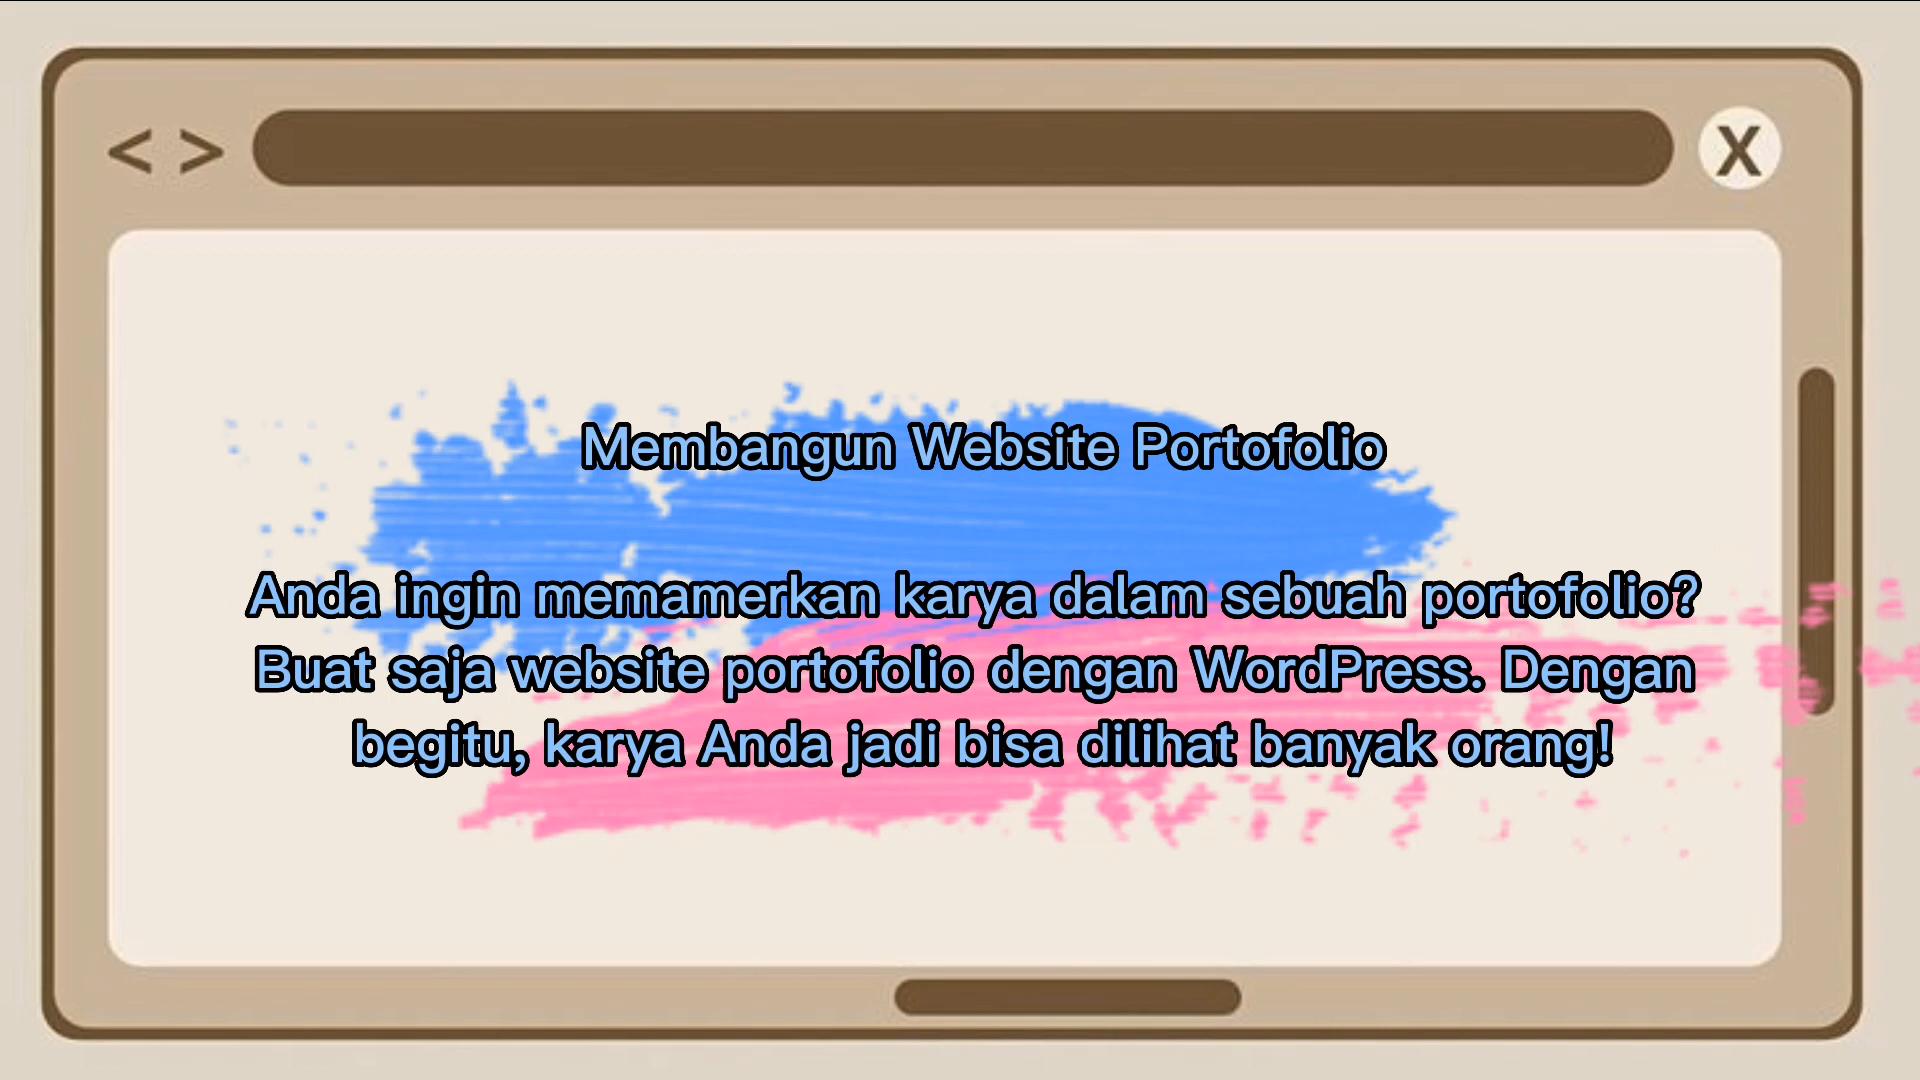 < >
X
Membangun Website Portofolio
Anda ingin memamerkan karya dalam sebuah portofolio?
Buat saja website portofolio dengan WordPress. Dengan
begitu, karya Anda jadi bisa dilihat banyak orang!